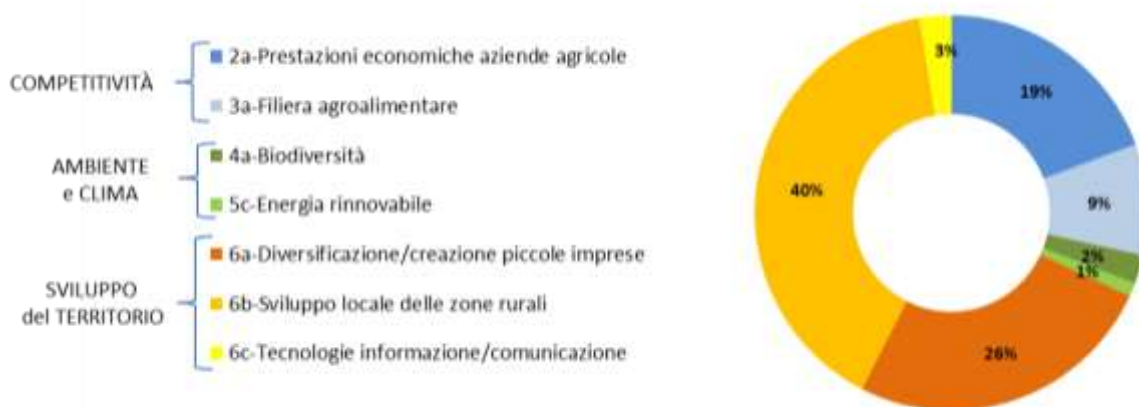 COMPETITIVITÀ
2a-Prestazioni economiche aziende agricole
3a-Filiera agroalimentare
AMBIENTE
e CLIMA
4a-Biodiversità
5c-Energia rinnovabile
SVILUPPO
del TERRITORIO
6a-Diversificazione/creazione piccole imprese
6b-Sviluppo locale delle zone rurali
6c-Tecnologie informazione/comunicazione
3%
19%
9%
2%
1%
26%
40%